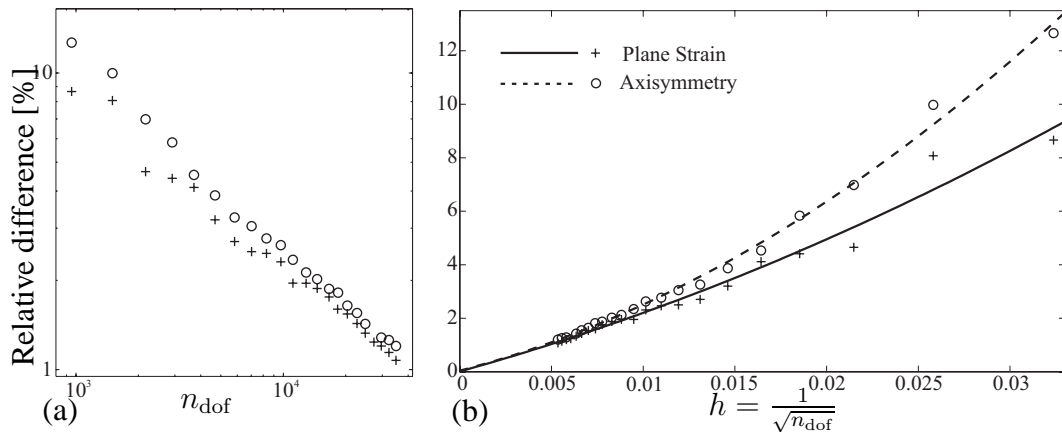 Relative difference [%]
10
1
10³ 10⁴
(a) n_dof
12
10
8
6
4
2
0
Plane Strain
Axisymmetry
0 0.005 0.01 0.015 0.02 0.025 0.03
(b) h = 1/√n_dof